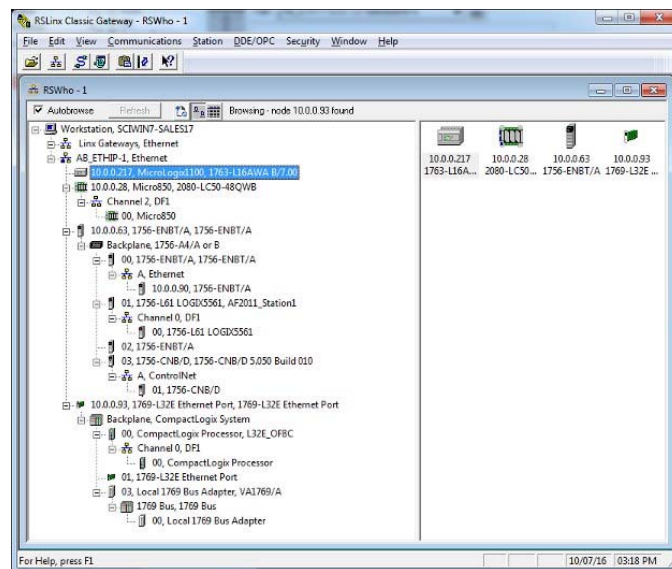 RSLinx Classic Gateway - RSWho - 1
File Edit View Communications Station DDE/OPC Security Window Help
RSWho - 1
Autobrowse Refresh Browsing - node 10.0.0.93 found
Workstation, SCIWIN7-SALES17
Linx Gateways, Ethernet
AB_ETHIP-1, Ethernet
10.0.0.217, MicroLogix1100, 1763-L16AWA B/7.00
10.0.0.28, Micro850, 2080-LC50-48QWB
Channel 2, DF1
00, Micro850
10.0.0.63, 1756-ENBT/A, 1756-ENBT/A
Backplane, 1756-A4/A or B
00, 1756-ENBT/A, 1756-ENBT/A
A, Ethernet
10.0.0.90, 1756-ENBT/A
01, 1756-L61 LOGIX5561, AF2011_Station1
Channel 0, DF1
00, 1756-L61 LOGIX5561
02, 1756-ENBT/A
03, 1756-CNB/D, 1756-CNB/D 5.050 Build 010
A, ControlNet
01, 1756-CNB/D
10.0.0.93, 1769-L32E Ethernet Port, 1769-L32E Ethernet Port
Backplane, CompactLogix System
00, CompactLogix Processor, L32E_OFBC
Channel 0, DF1
00, CompactLogix Processor
01, 1769-L32E Ethernet Port
03, Local 1769 Bus Adapter, VA1769/A
1769 Bus, 1769 Bus
00, Local 1769 Bus Adapter
10.0.0.217 10.0.0.28 10.0.0.63 10.0.0.93
1763-L16A... 2080-LC50... 1756-ENBT/A 1769-L32E ...
For Help, press F1 10/07/16 03:18 PM